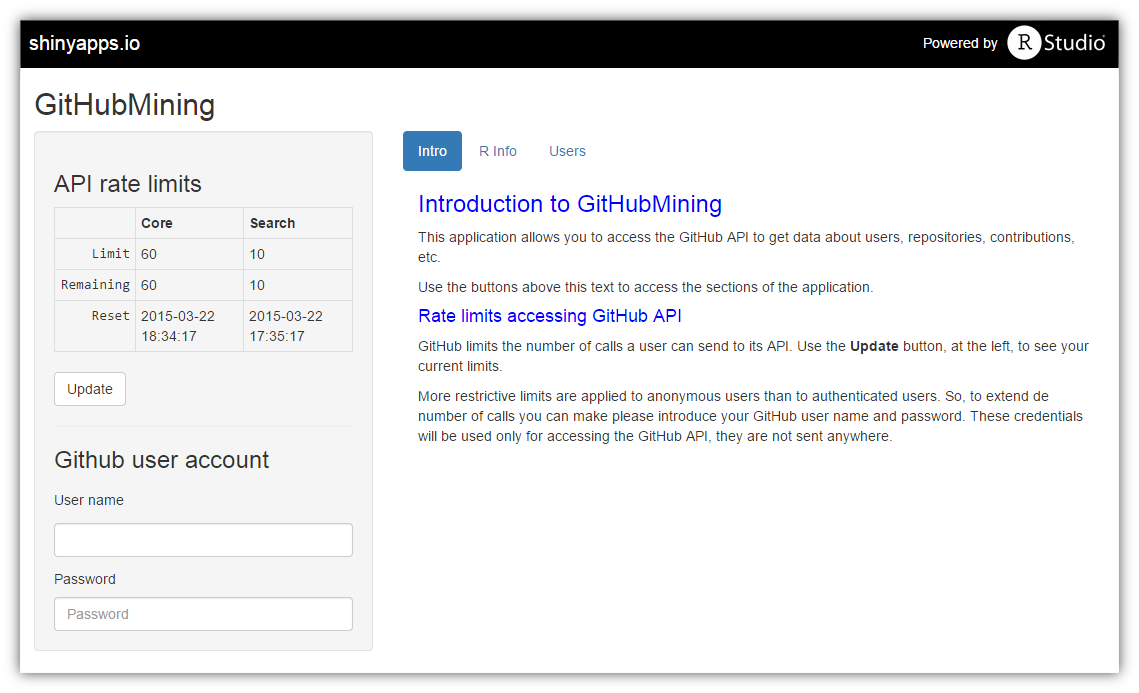 shinyapps.io
Powered by R Studio
GitHubMining
API rate limits
Core Search
Limit 60 10
Remaining 60 10
Reset 2015-03-22 2015-03-22
18:34:17 17:35:17
Update
Github user account
User name
Password
Password
Intro R Info Users
Introduction to GitHubMining
This application allows you to access the GitHub API to get data about users, repositories, contributions,
etc.
Use the buttons above this text to access the sections of the application.
Rate limits accessing GitHub API
GitHub limits the number of calls a user can send to its API. Use the Update button, at the left, to see your
current limits.
More restrictive limits are applied to anonymous users than to authenticated users. So, to extend de
number of calls you can make please introduce your GitHub user name and password. These credentials
will be used only for accessing the GitHub API, they are not sent anywhere.